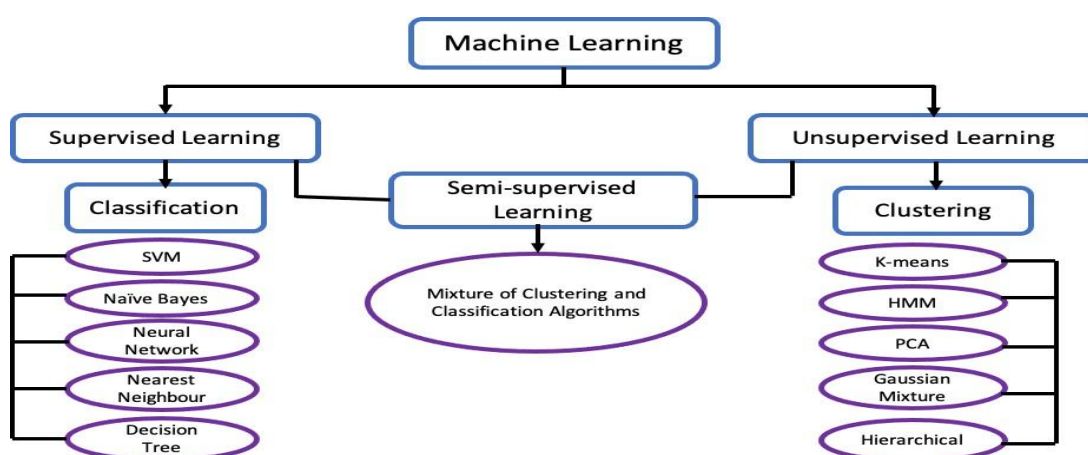 Machine Learning
Supervised Learning
Unsupervised Learning
Semi-supervised
Learning
Classification
Clustering
SVM
Naïve Bayes
Neural
Network
Nearest
Neighbour
Decision
Tree
Mixture of Clustering and
Classification Algorithms
K-means
HMM
PCA
Gaussian
Mixture
Hierarchical